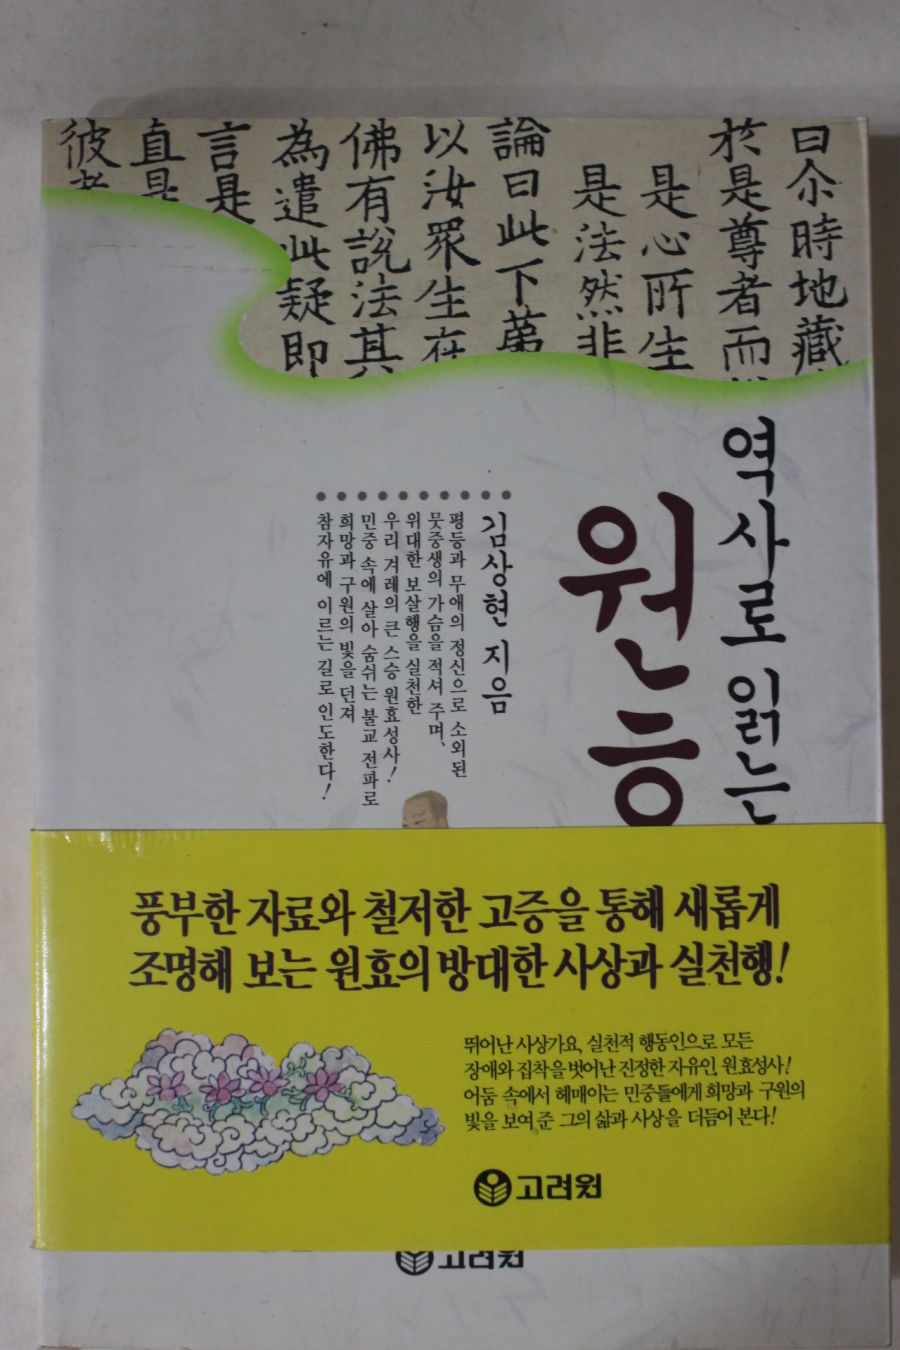 曰尒時地藏
於是尊者而
是心所生
是法然非
論曰此下第
以汝眾生在
佛有說法其
為遣此疑即
言是
直是
彼者
역사로 읽는
원효
김상현 지음
평등과 무애의 정신으로 소외된
뭇중생의 가슴을 적셔 주며,
위대한 보살행을 실천한
우리 겨레의 큰 스승 원효성사!
민중 속에 살아 숨쉬는 불교 전파로
희망과 구원의 빛을 던져
참자유에 이르는 길로 인도한다!
풍부한 자료와 철저한 고증을 통해 새롭게
조명해 보는 원효의 방대한 사상과 실천행!
뛰어난 사상가요, 실천적 행동인으로 모든
장애와 집착을 벗어난 진정한 자유인, 원효성사!
어둠 속에서 헤매이는 민중들에게 희망과 구원의
빛을 보여 준 그의 삶과 사상을 더듬어 본다!
고려원
고려원